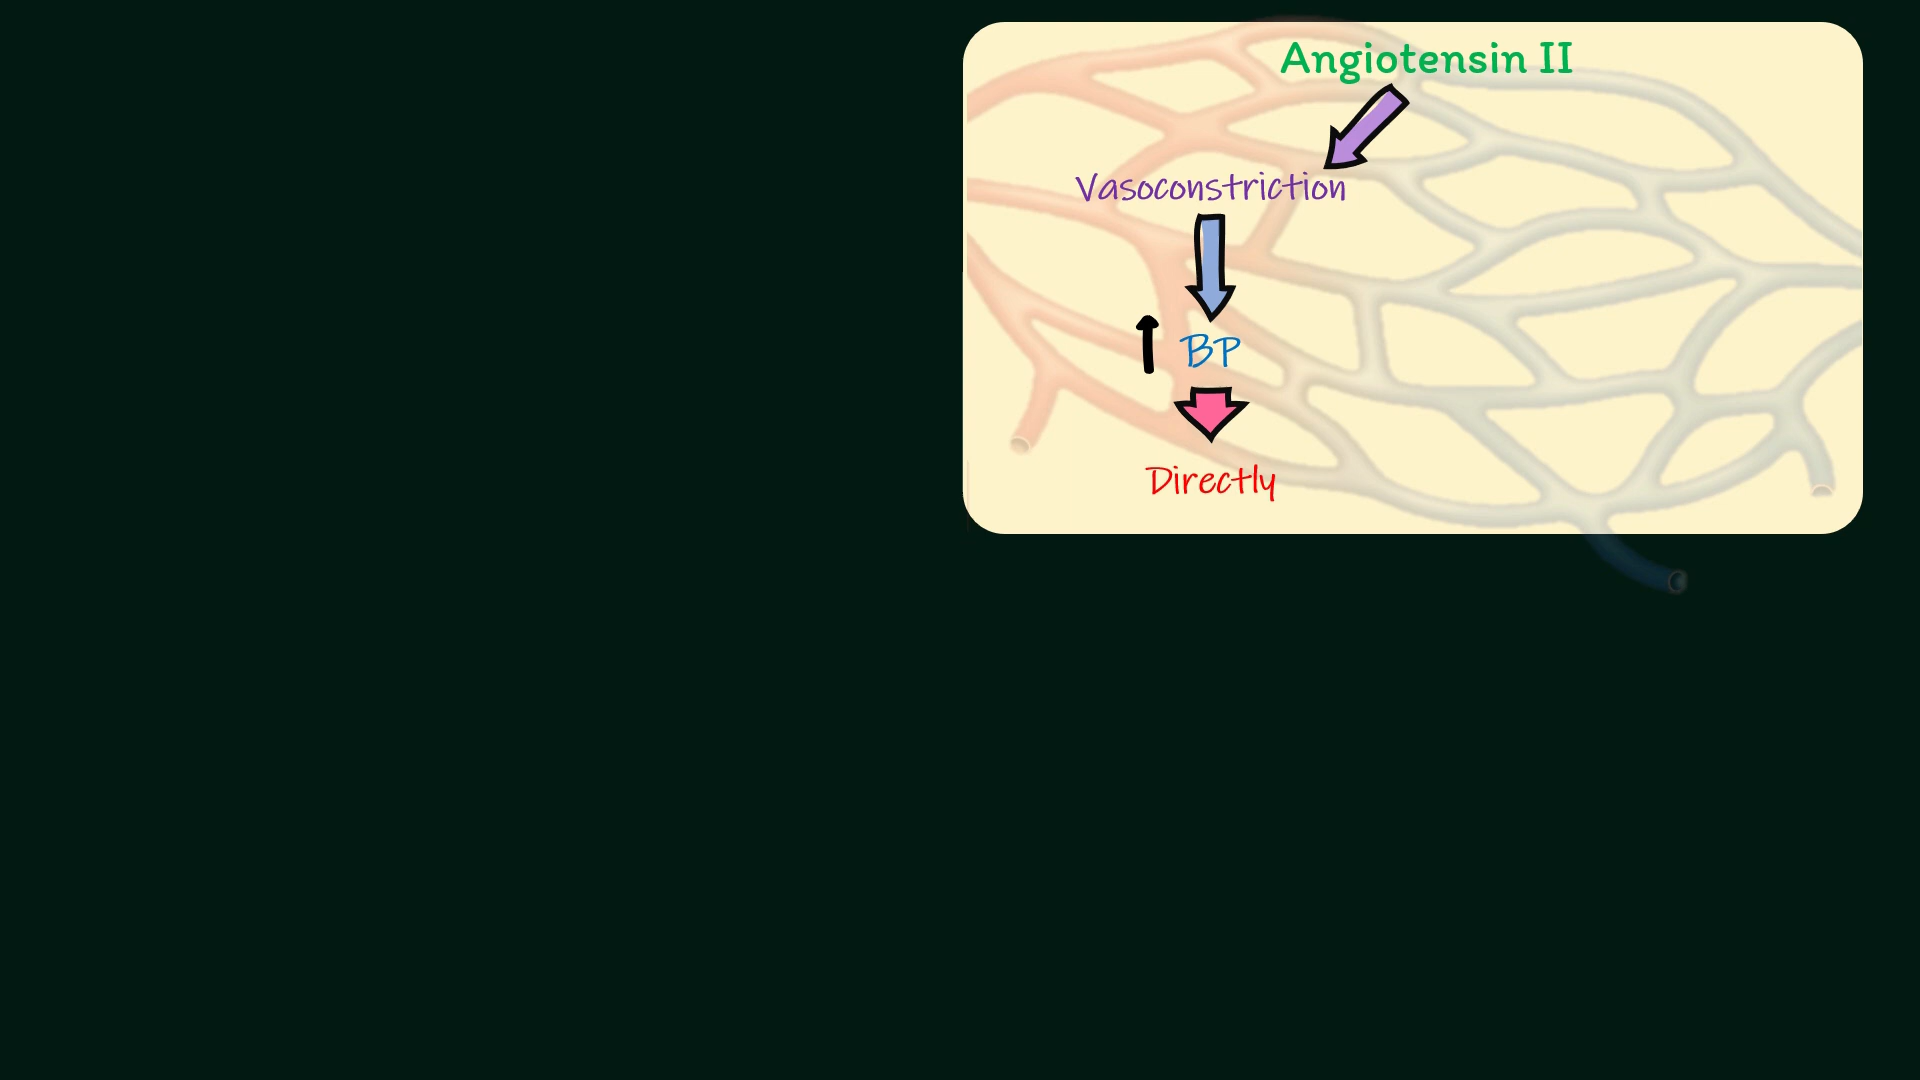 Angiotensin II
Vasoconstriction
BP
Directly